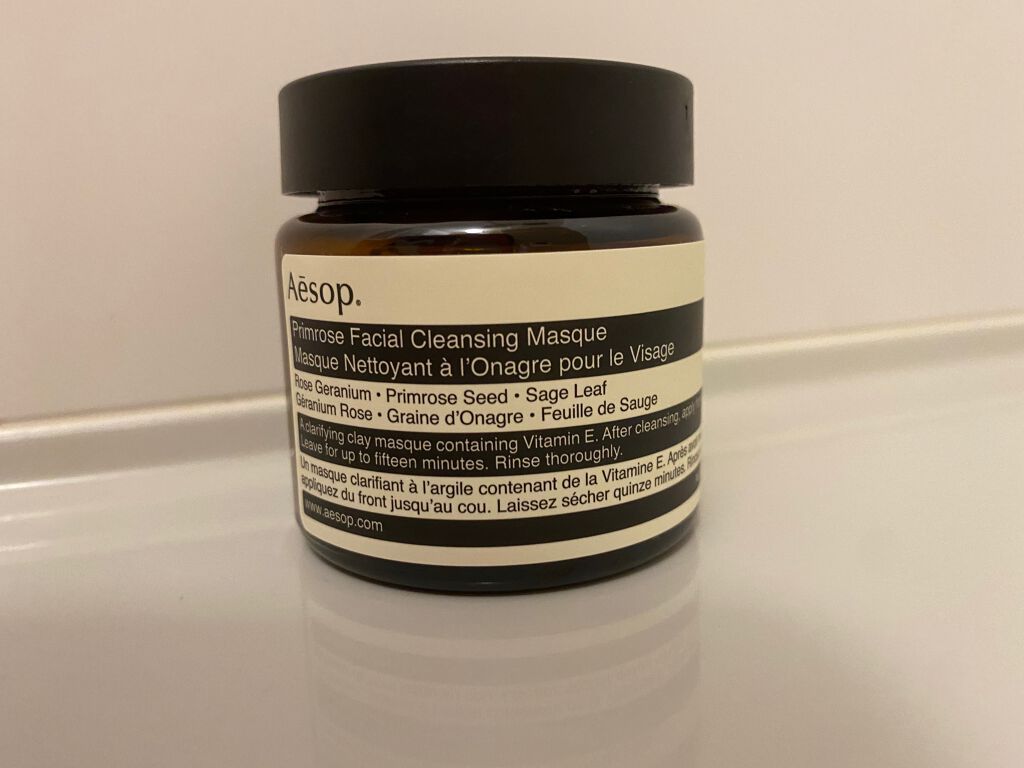 Aēsop.
Primrose Facial Cleansing Masque
Masque Nettoyant à l'Onagre pour le Visage
Rose Geranium • Primrose Seed • Sage Leaf
Géranium Rose • Graine d'Onagre • Feuille de Sauge
A clarifying clay masque containing Vitamin E. After cleansing, apply
Leave for up to fifteen minutes. Rinse thoroughly.
Un masque clarifiant à l'argile contenant de la Vitamine E. Après
appliquez du front jusqu'au cou. Laissez sécher quinze minutes.
www.aesop.com